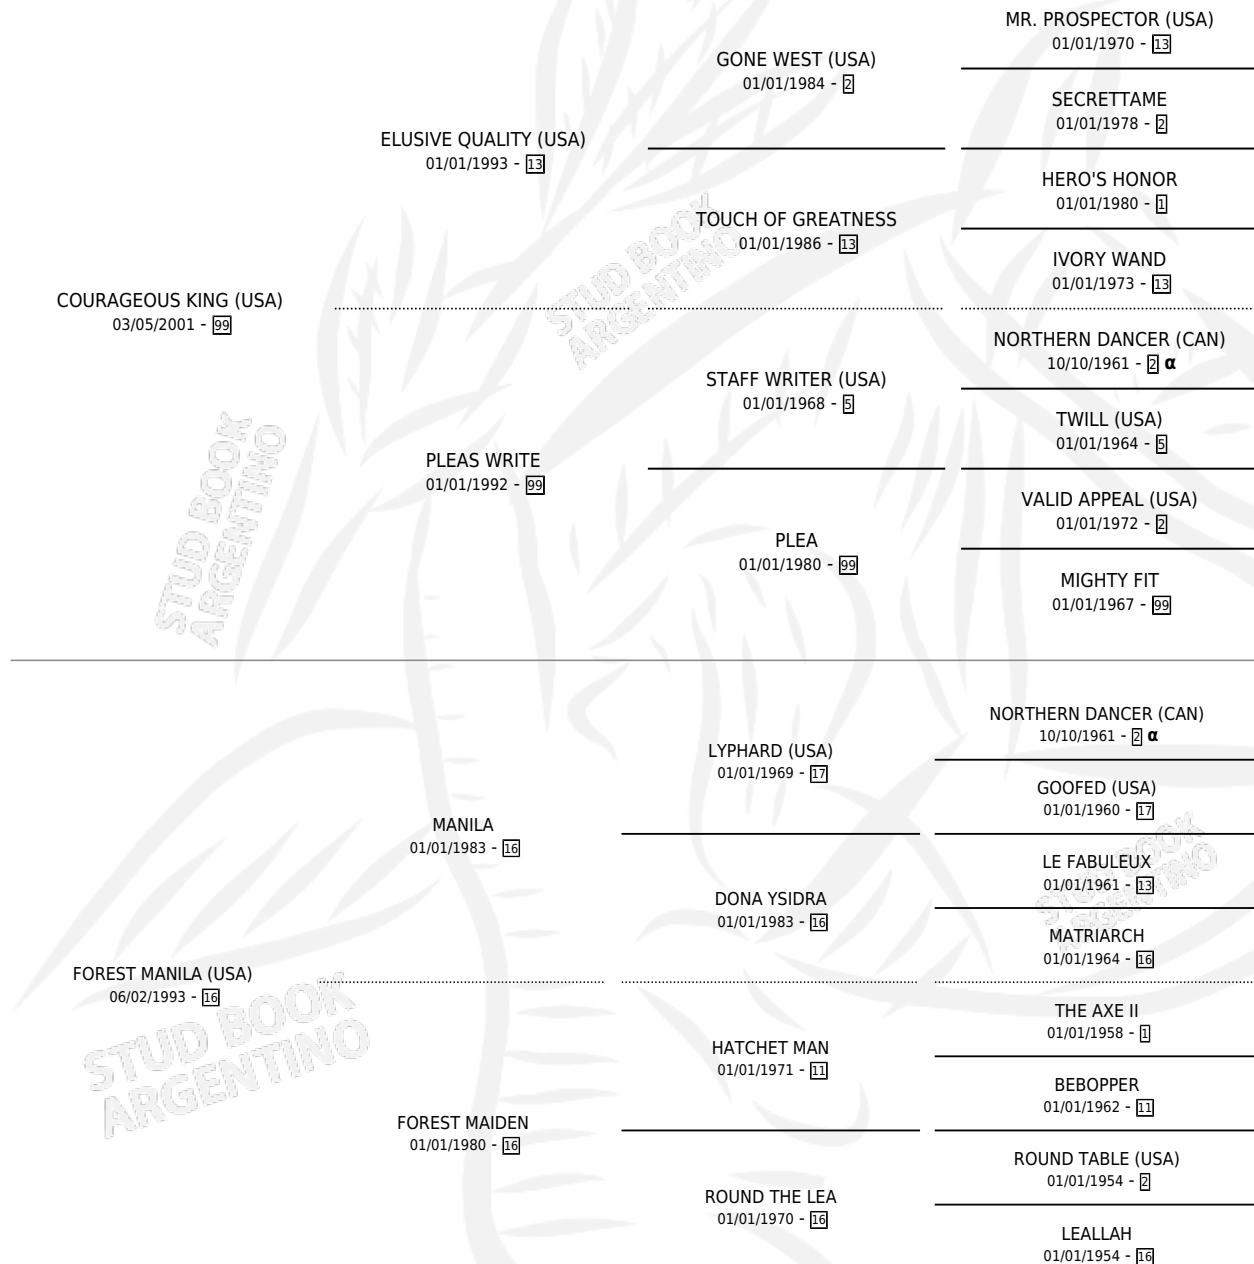 MR. PROSPECTOR (USA)
01/01/1970 - 13
GONE WEST (USA)
01/01/1984 - 2
SECRETTAME
01/01/1978 - 2
ELUSIVE QUALITY (USA)
01/01/1993 - 13
HERO'S HONOR
01/01/1980 - 1
TOUCH OF GREATNESS
01/01/1986 - 13
IVORY WAND
01/01/1973 - 13
COURAGEOUS KING (USA)
03/05/2001 - 99
NORTHERN DANCER (CAN)
10/10/1961 - 2 α
STAFF WRITER (USA)
01/01/1968 - 5
TWILL (USA)
01/01/1964 - 5
PLEAS WRITE
01/01/1992 - 99
VALID APPEAL (USA)
01/01/1972 - 2
PLEA
01/01/1980 - 99
MIGHTY FIT
01/01/1967 - 99
STUD BOOK
ARGENTINO
STUD BOOK
ARGENTINO
NORTHERN DANCER (CAN)
10/10/1961 - 2 α
LYPHARD (USA)
01/01/1969 - 17
GOOFED (USA)
01/01/1960 - 17
MANILA
01/01/1983 - 16
LE FABULEUX
01/01/1961 - 13
DONA YSIDRA
01/01/1983 - 16
MATRIARCH
01/01/1964 - 16
FOREST MANILA (USA)
06/02/1993 - 16
THE AXE II
01/01/1958 - 1
HATCHET MAN
01/01/1971 - 11
BEBOPPER
01/01/1962 - 11
FOREST MAIDEN
01/01/1980 - 16
ROUND TABLE (USA)
01/01/1954 - 2
ROUND THE LEA
01/01/1970 - 16
LEALLAH
01/01/1954 - 16
STUD BOOK
ARGENTINO
STUD BOOK
ARGENTINO